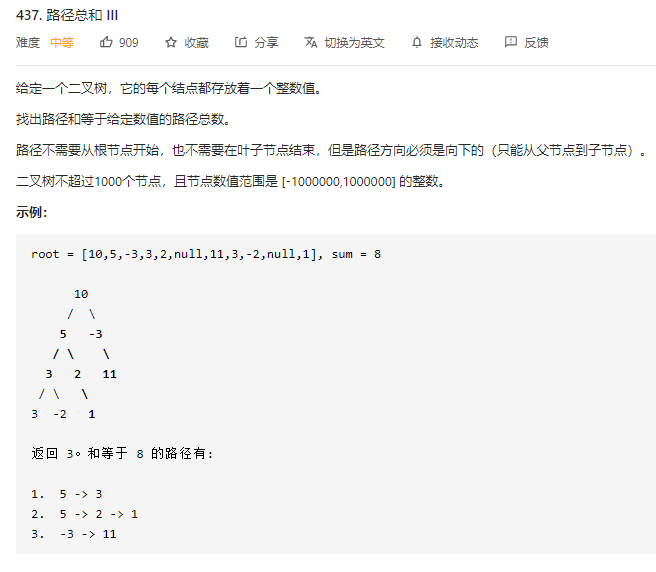 437. 路径总和 III
难度 中等 909 收藏 分享 切换为英文 接收动态 反馈
给定一个二叉树，它的每个结点都存放着一个整数值。
找出路径和等于给定数值的路径总数。
路径不需要从根节点开始，也不需要在叶子节点结束，但是路径方向必须是向下的（只能从父节点到子节点）。
二叉树不超过1000个节点，且节点数值范围是 [-1000000,1000000] 的整数。
示例：
root = [10,5,-3,3,2,null,11,3,-2,null,1], sum = 8
10
/ \
5 -3
/ \ \
3 2 11
/ \ \
3 -2 1
返回 3。和等于 8 的路径有:
1. 5 -> 3
2. 5 -> 2 -> 1
3. -3 -> 11